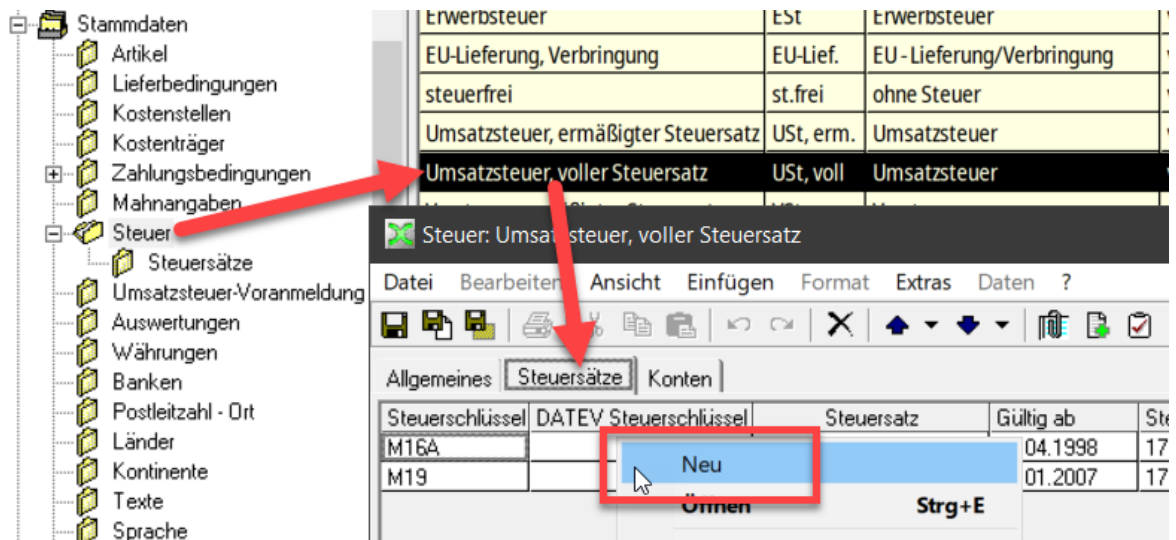 Stammdaten
Artikel
Lieferbedingungen
Kostenstellen
Kostenträger
Zahlungsbedingungen
Mahnangaben
Steuer
Steuersätze
Umsatzsteuer-Voranmeldung
Auswertungen
Währungen
Banken
Postleitzahl - Ort
Länder
Kontinente
Texte
Sprache
Erwerbsteuer ESt Erwerbsteuer
EU-Lieferung, Verbringung EU-Lief. EU - Lieferung/Verbringung
steuerfrei st.frei ohne Steuer
Umsatzsteuer, ermäßigter Steuersatz USt, erm. Umsatzsteuer
Umsatzsteuer, voller Steuersatz USt, voll Umsatzsteuer
Steuer: Umsatzsteuer, voller Steuersatz
Datei Bearbeiten Ansicht Einfügen Format Extras Daten ?
Allgemeines Steuersätze Konten
Steuerschlüssel DATEV Steuerschlüssel Steuersatz Gültig ab Ste
M16A 04.1998 17
M19 01.2007 17
Neu
Öffnen Strg+E